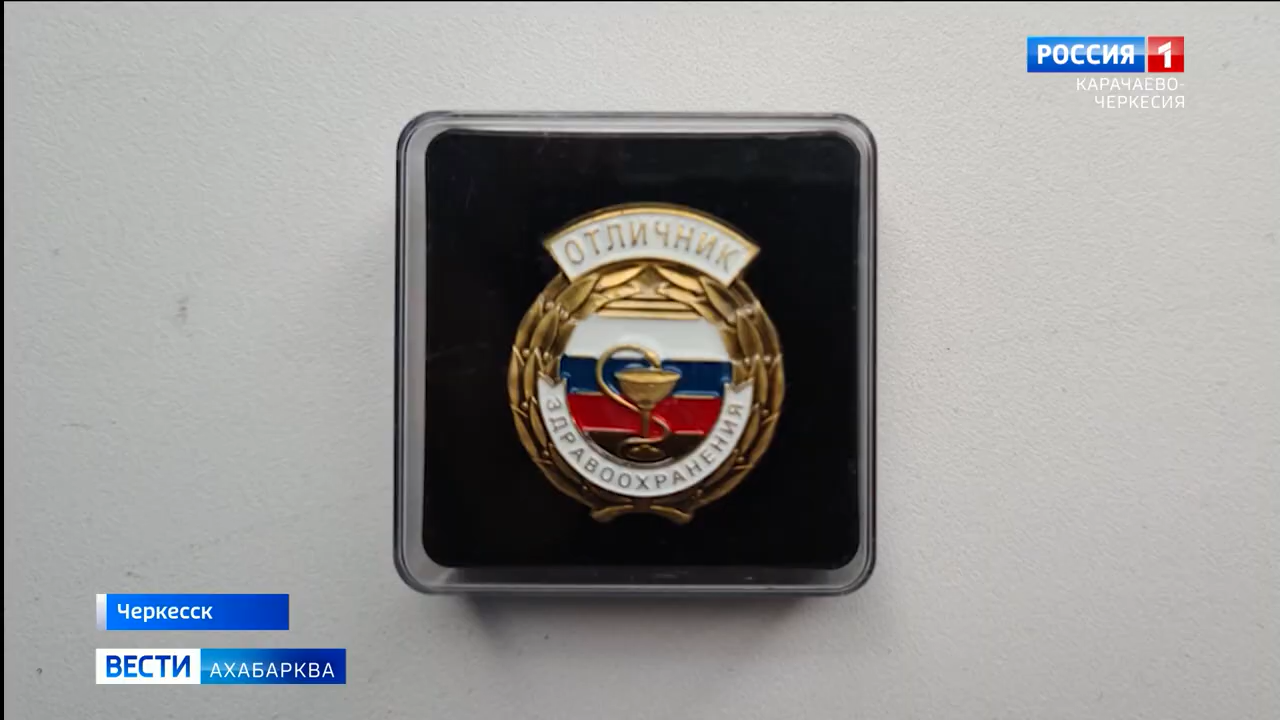 РОССИЯ 1
КАРАЧАЕВО-
ЧЕРКЕСИЯ
ОТЛИЧНИК
ЗДРАВООХРАНЕНИЯ
Черкесск
ВЕСТИ АХАБАРКВА